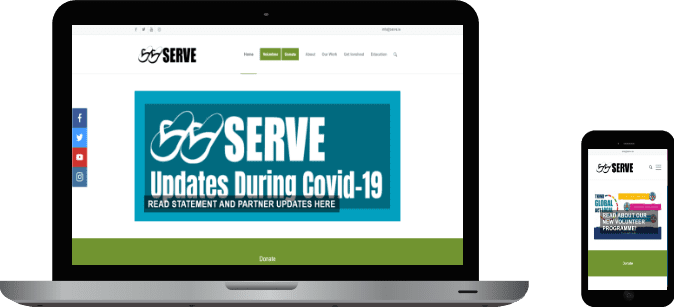 SERVE
Home
Volunteer
Donate
About
Our Work
Get Involved
Education
SERVE
Updates During Covid-19
READ STATEMENT AND PARTNER UPDATES HERE
Donate
SERVE
THINK
GLOBAL
READ ABOUT OUR
NEW VOLUNTEER
PROGRAMME!
Donate